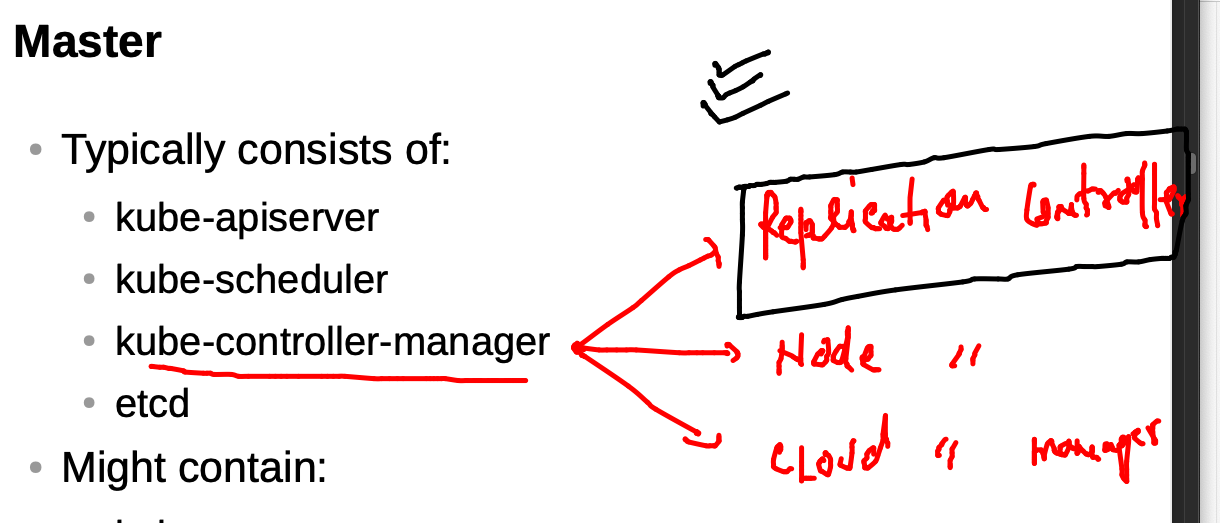 Master
Typically consists of:
kube-apiserver
kube-scheduler
kube-controller-manager
etcd
Might contain:
Replication Controller
Node "
Cloud " manager